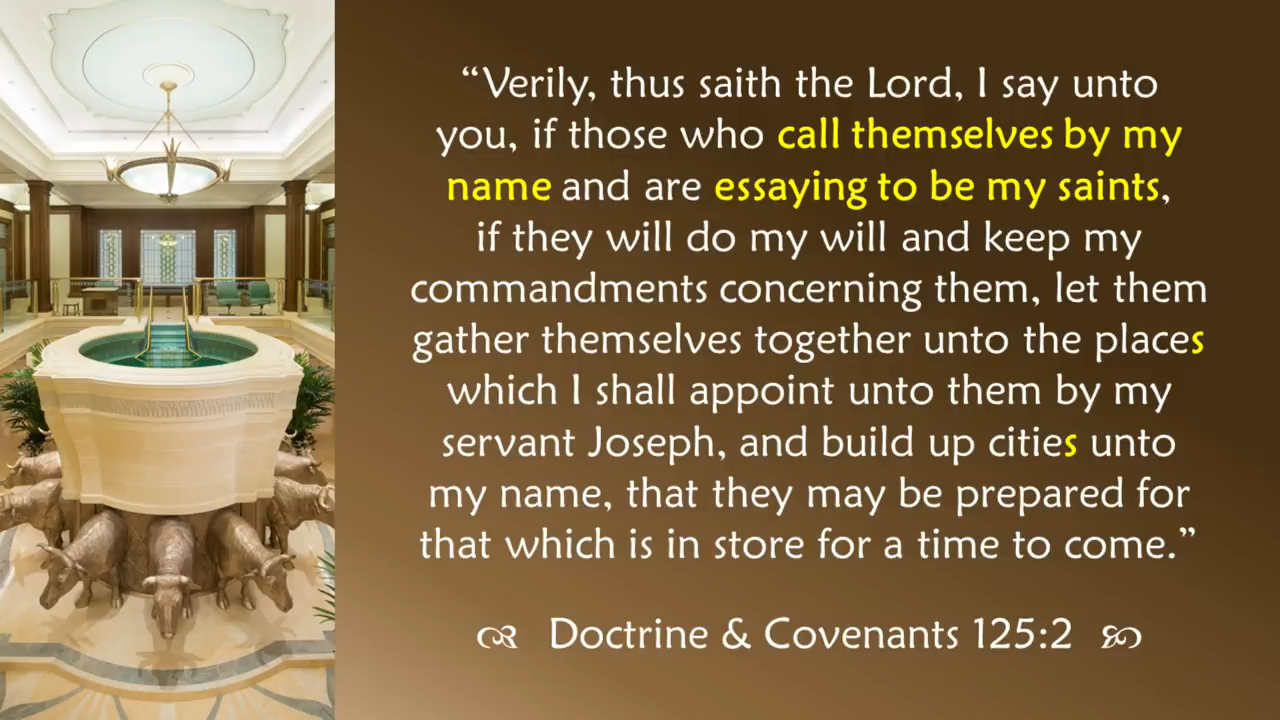 “Verily, thus saith the Lord, I say unto
you, if those who call themselves by my
name and are essaying to be my saints,
if they will do my will and keep my
commandments concerning them, let them
gather themselves together unto the places
which I shall appoint unto them by my
servant Joseph, and build up cities unto
my name, that they may be prepared for
that which is in store for a time to come.”
Doctrine & Covenants 125:2